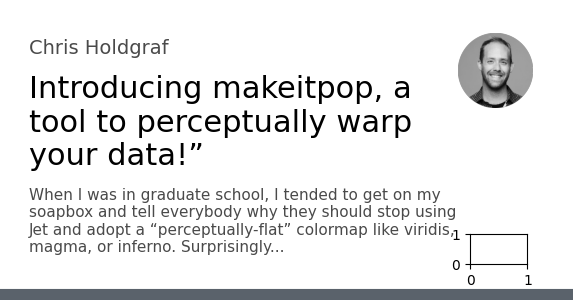 Chris Holdgraf
Introducing makeitpop, a
tool to perceptually warp
your data!”
When I was in graduate school, I tended to get on my
soapbox and tell everybody why they should stop using
Jet and adopt a “perceptually-flat” colormap like viridis,
magma, or inferno. Surprisingly...
1
0
0 1